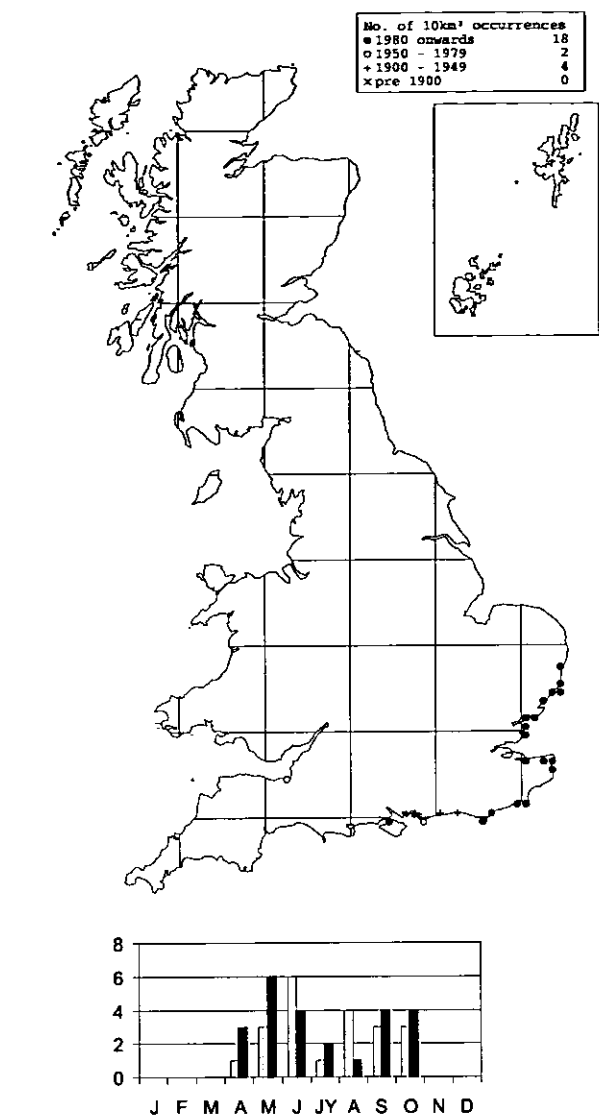 No. of 10km² occurrences
● 1980 onwards 18
o 1950 - 1979 2
+ 1900 - 1949 4
x pre 1900 0
8
6
4
2
0
J F M A M J JY A S O N D